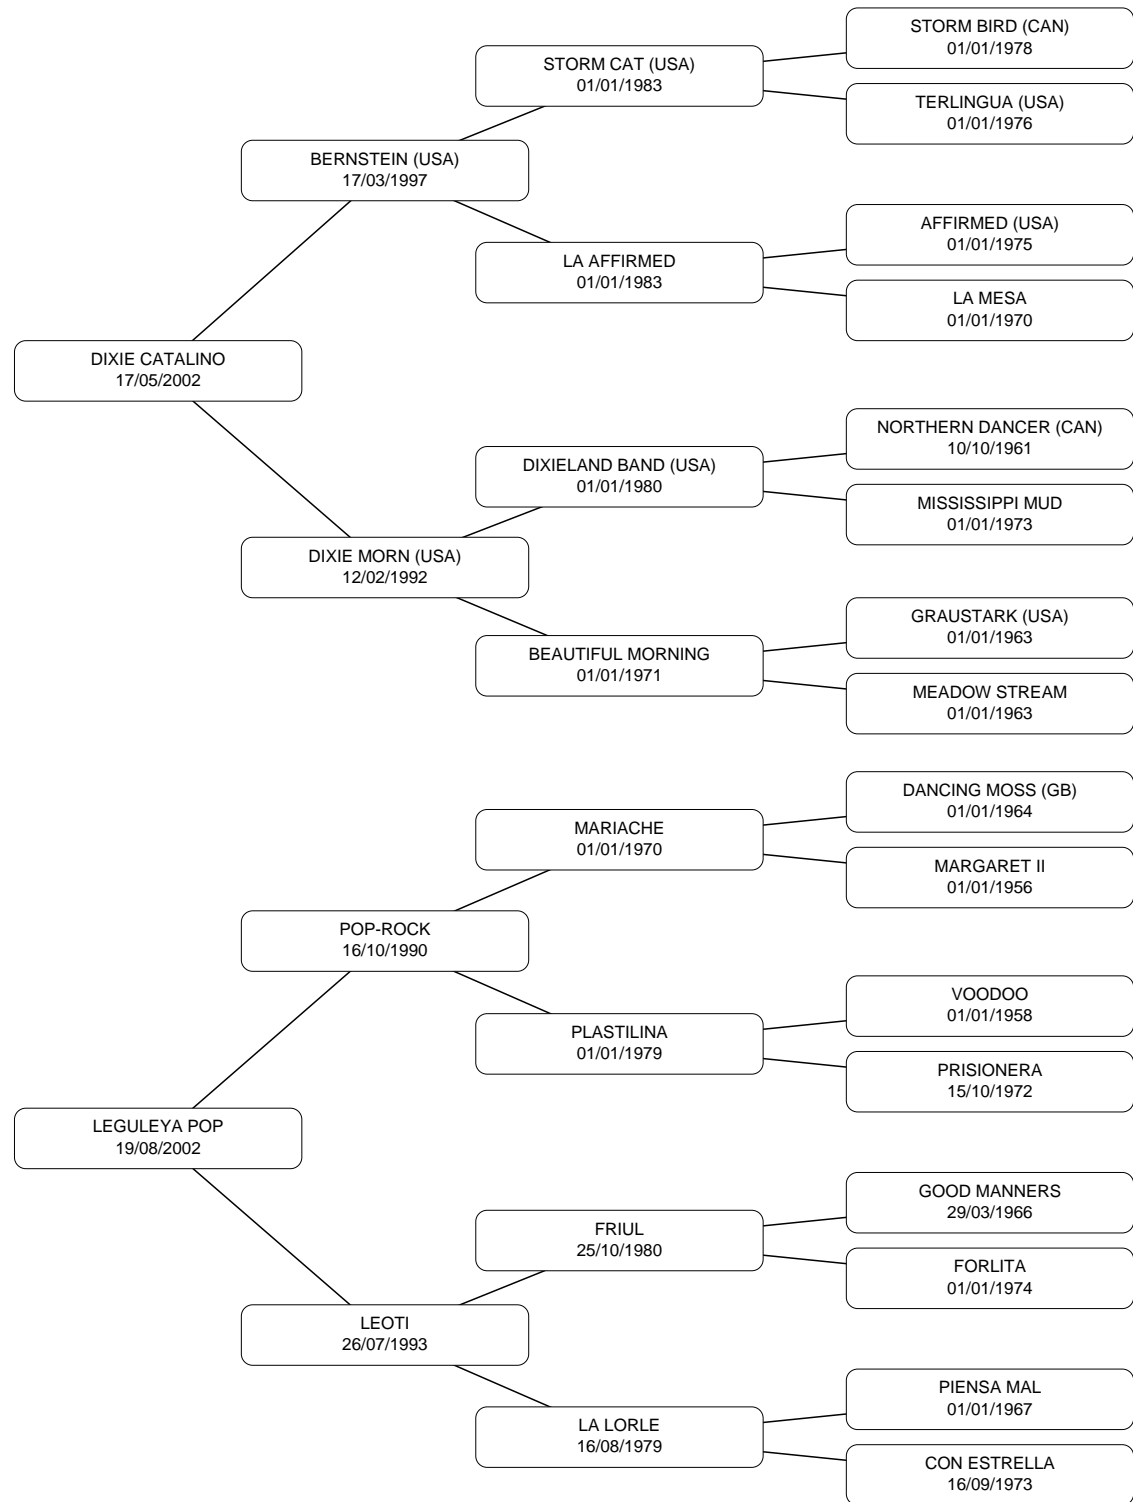 STORM BIRD (CAN)
01/01/1978
STORM CAT (USA)
01/01/1983
TERLINGUA (USA)
01/01/1976
BERNSTEIN (USA)
17/03/1997
AFFIRMED (USA)
01/01/1975
LA AFFIRMED
01/01/1983
LA MESA
01/01/1970
DIXIE CATALINO
17/05/2002
NORTHERN DANCER (CAN)
10/10/1961
DIXIELAND BAND (USA)
01/01/1980
MISSISSIPPI MUD
01/01/1973
DIXIE MORN (USA)
12/02/1992
GRAUSTARK (USA)
01/01/1963
BEAUTIFUL MORNING
01/01/1971
MEADOW STREAM
01/01/1963
DANCING MOSS (GB)
01/01/1964
MARIACHE
01/01/1970
MARGARET II
01/01/1956
POP-ROCK
16/10/1990
VOODOO
01/01/1958
PLASTILINA
01/01/1979
PRISIONERA
15/10/1972
LEGULEYA POP
19/08/2002
GOOD MANNERS
29/03/1966
FRIUL
25/10/1980
FORLITA
01/01/1974
LEOTI
26/07/1993
PIENSA MAL
01/01/1967
LA LORLE
16/08/1979
CON ESTRELLA
16/09/1973